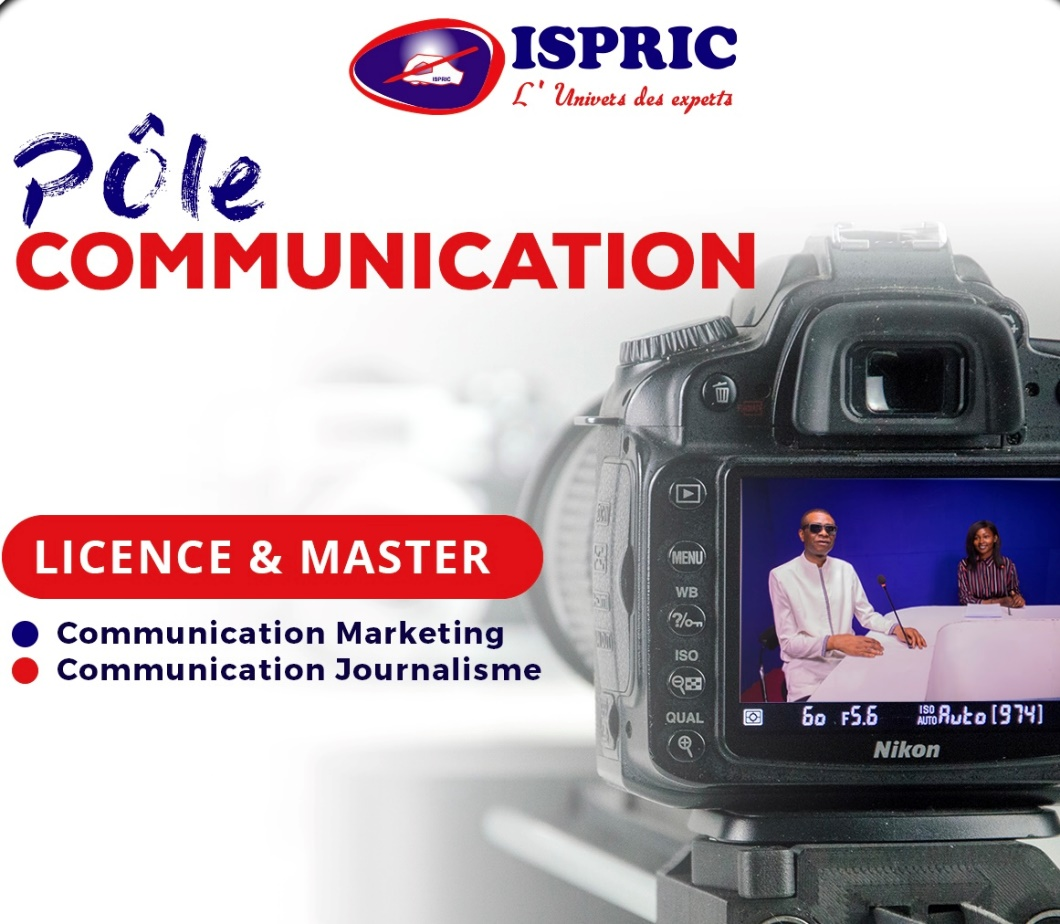 ISPRIC
ISPRIC
L' Univers des experts
Pôle
COMMUNICATION
LICENCE & MASTER
Communication Marketing
Communication Journalisme
MENU
WB
?/
ISO
QUAL
60 F5.6 ISO AUTO Auto [974]
Nikon